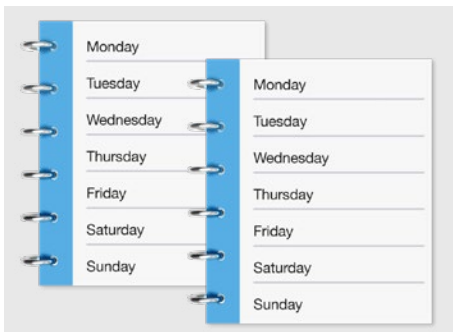 Monday
Tuesday
Wednesday
Thursday
Friday
Saturday
Sunday
Monday
Tuesday
Wednesday
Thursday
Friday
Saturday
Sunday